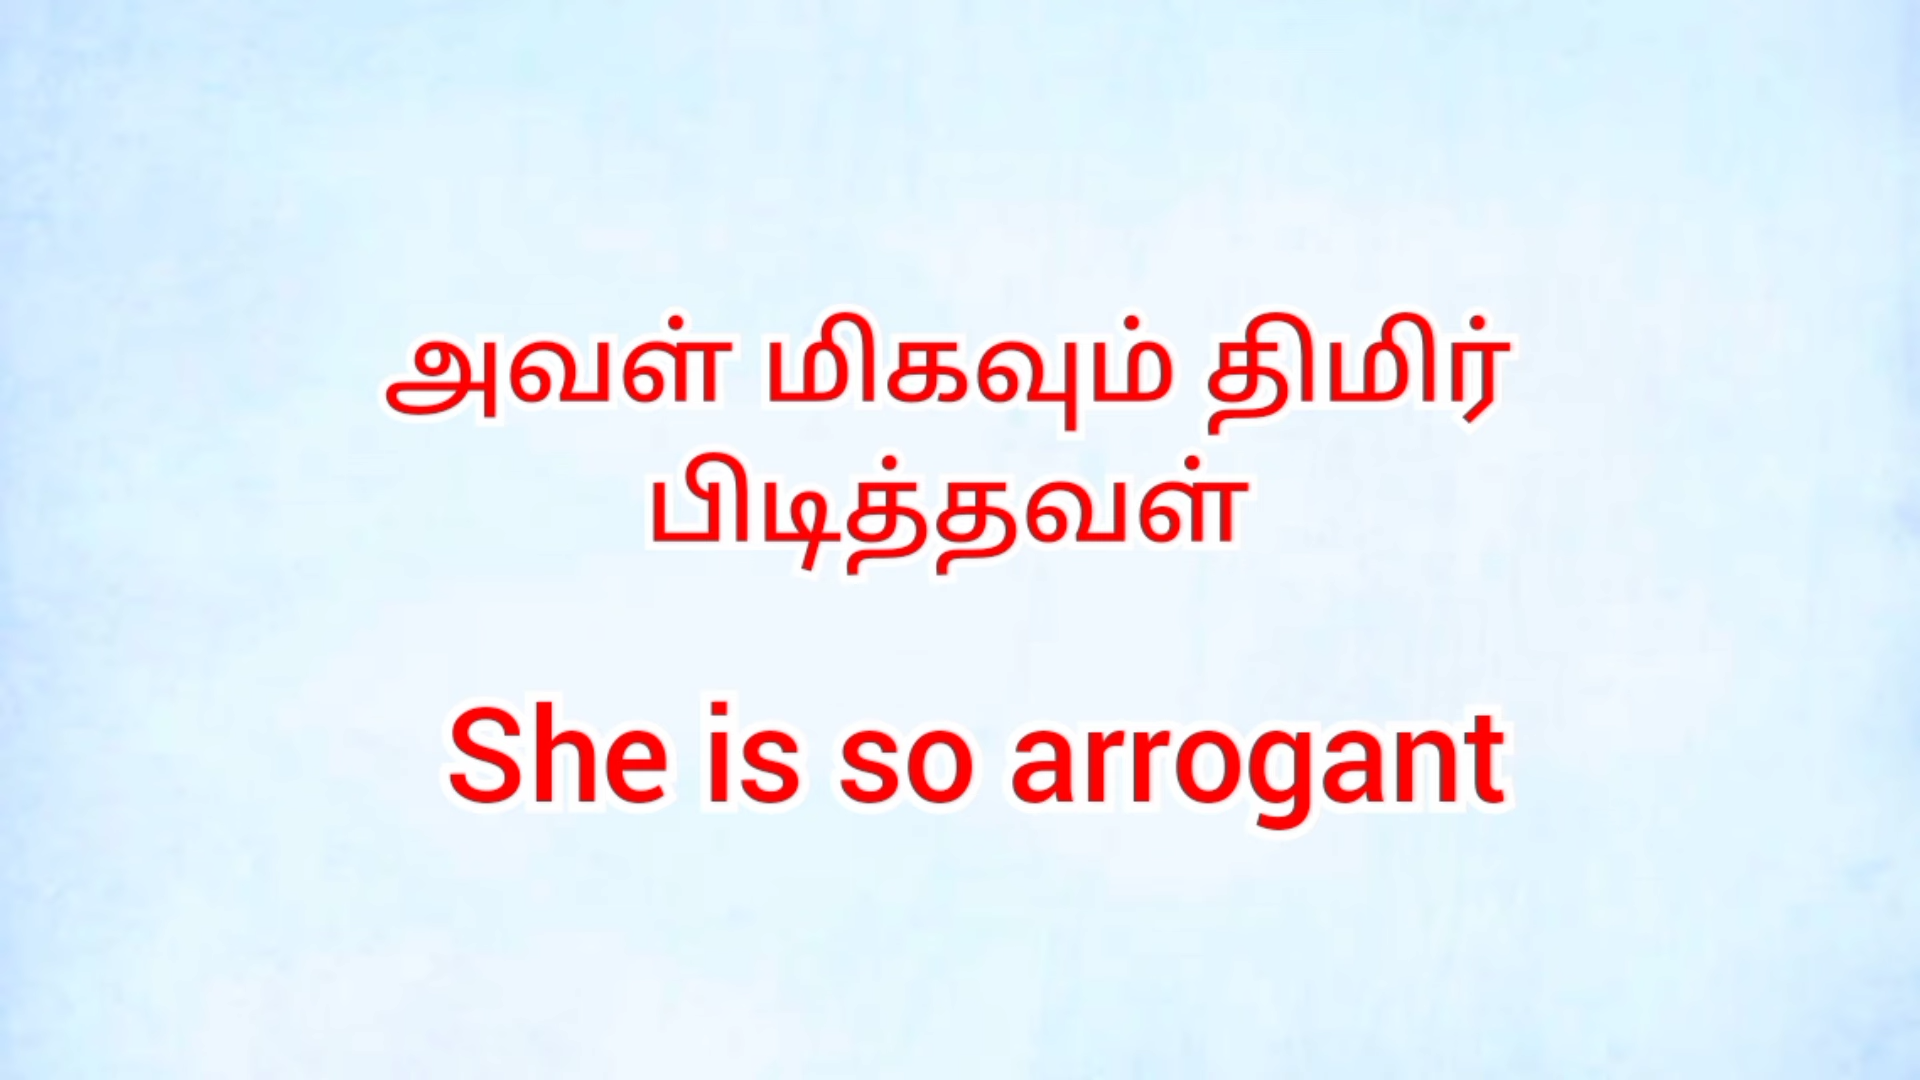 அவள் மிகவும் திமிர்
பிடித்தவள்
She is so arrogant